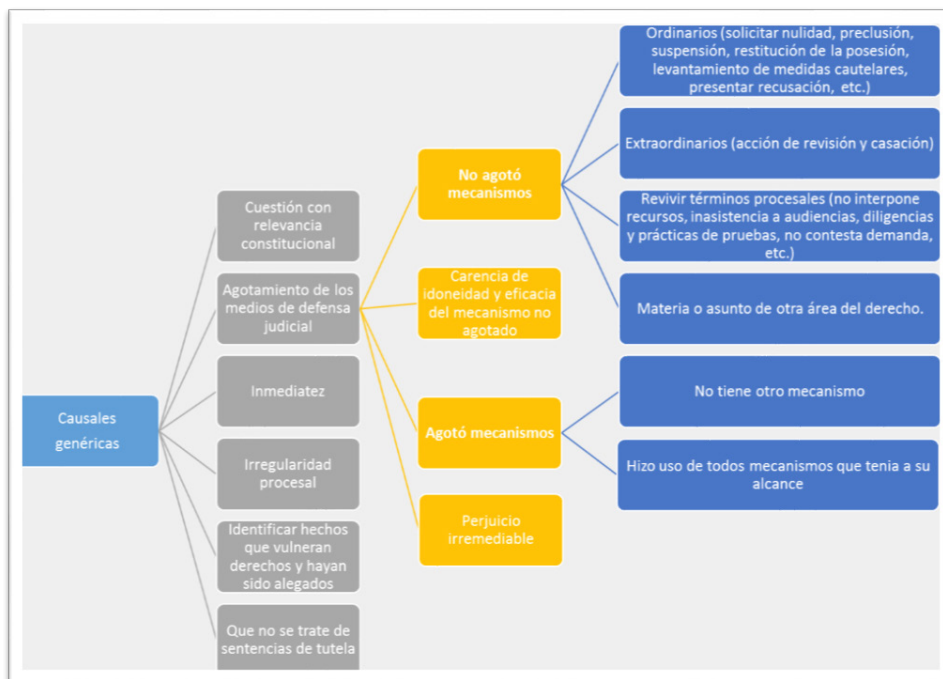 Causales
genéricas
Cuestión con
relevancia
constitucional
Agotamiento de los
medios de defensa
judicial
Inmediatez
Irregularidad
procesal
Identificar hechos
que vulneran
derechos y hayan
sido alegados
Que no se trate de
sentencias de tutela
No agotó
mecanismos
Carencia de
idoneidad y eficacia
del mecanismo no
agotado
Agotó mecanismos
Perjuicio
irremediable
Ordinarios (solicitar nulidad, preclusión,
suspensión, restitución de la posesión,
levantamiento de medidas cautelares,
presentar recusación, etc.)
Extraordinarios (acción de revisión y casación)
Revivir términos procesales (no interpone
recursos, inasistencia a audiencias, diligencias
y prácticas de pruebas, no contesta demanda,
etc.)
Materia o asunto de otra área del derecho.
No tiene otro mecanismo
Hizo uso de todos mecanismos que tenia a su
alcance